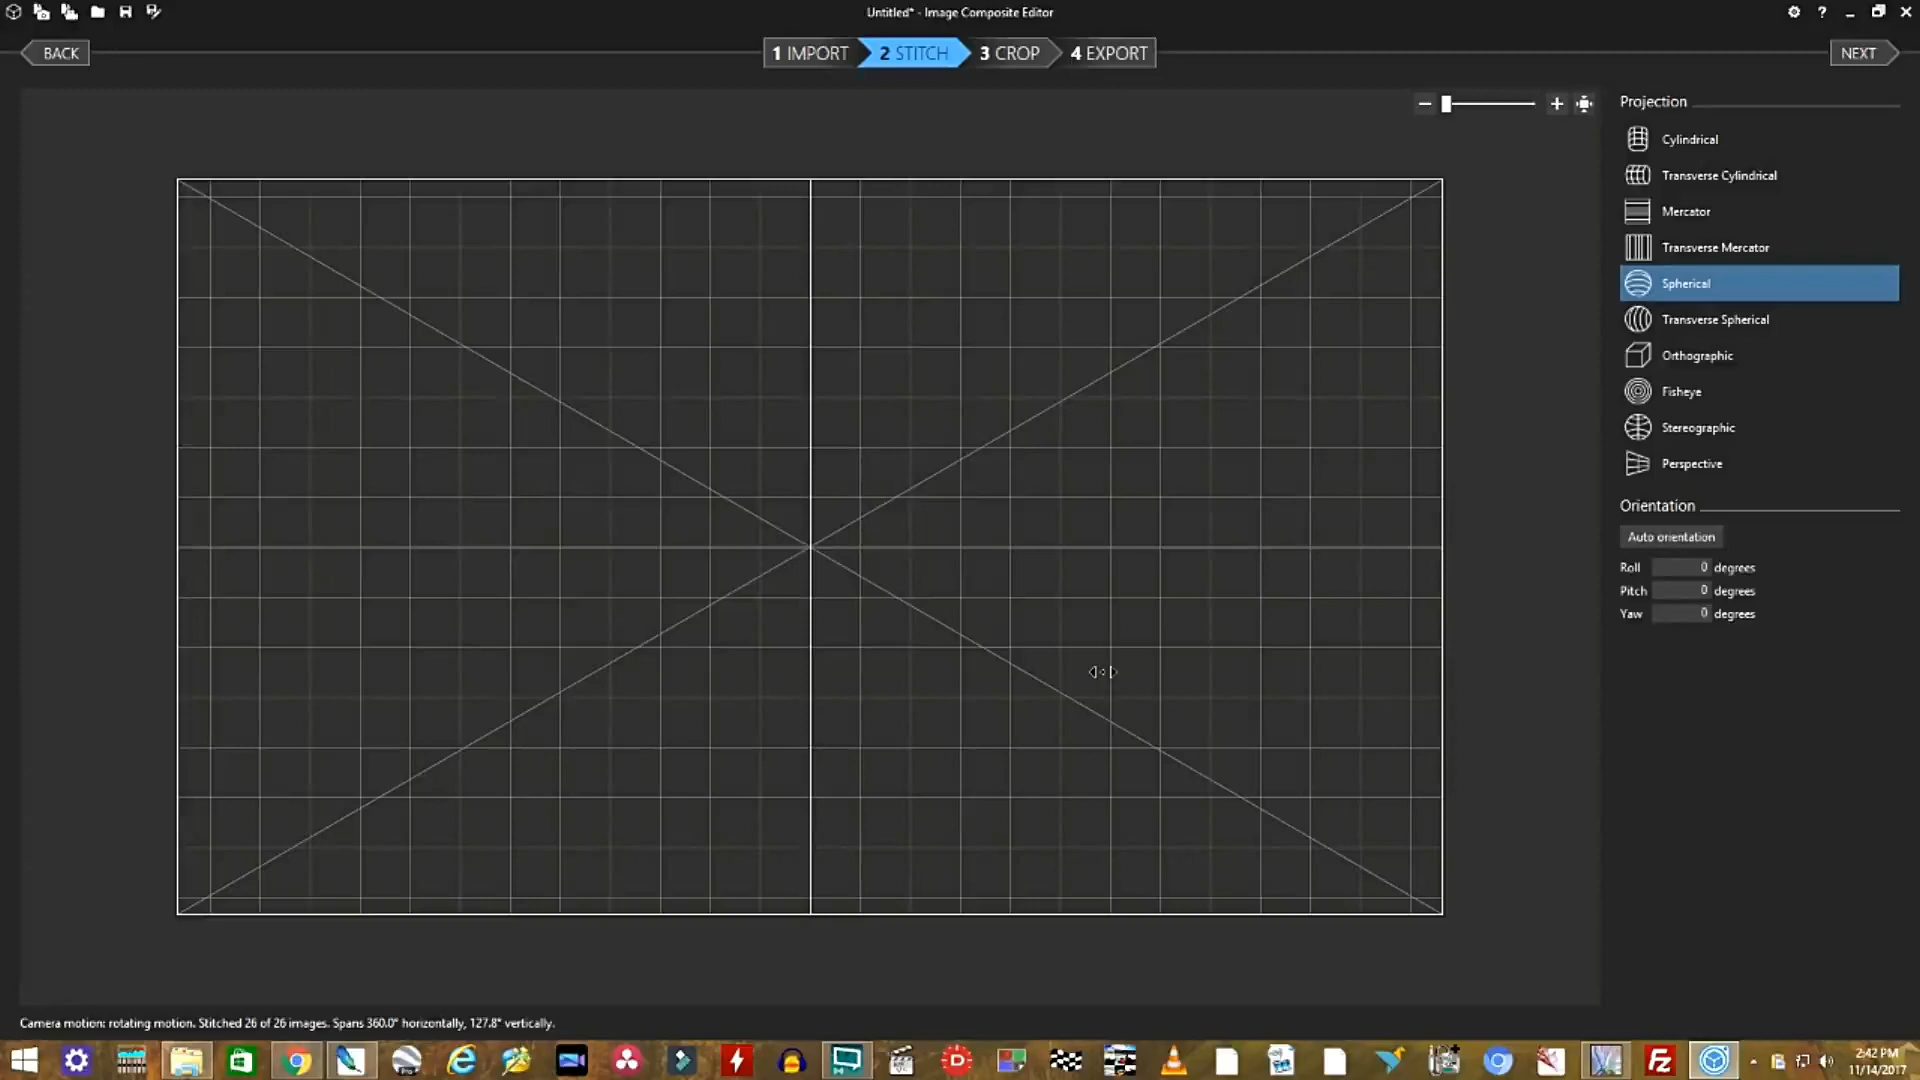 Untitled* - Image Composite Editor
BACK
1 IMPORT
2 STITCH
3 CROP
4 EXPORT
NEXT
Projection
Cylindrical
Transverse Cylindrical
Mercator
Transverse Mercator
Spherical
Transverse Spherical
Orthographic
Fisheye
Stereographic
Perspective
Orientation
Auto orientation
Roll 0 degrees
Pitch 0 degrees
Yaw 0 degrees
Camera motion: rotating motion. Stitched 26 of 26 images. Spans 360.0° horizontally, 127.8° vertically.
2:42 PM
11/14/2017